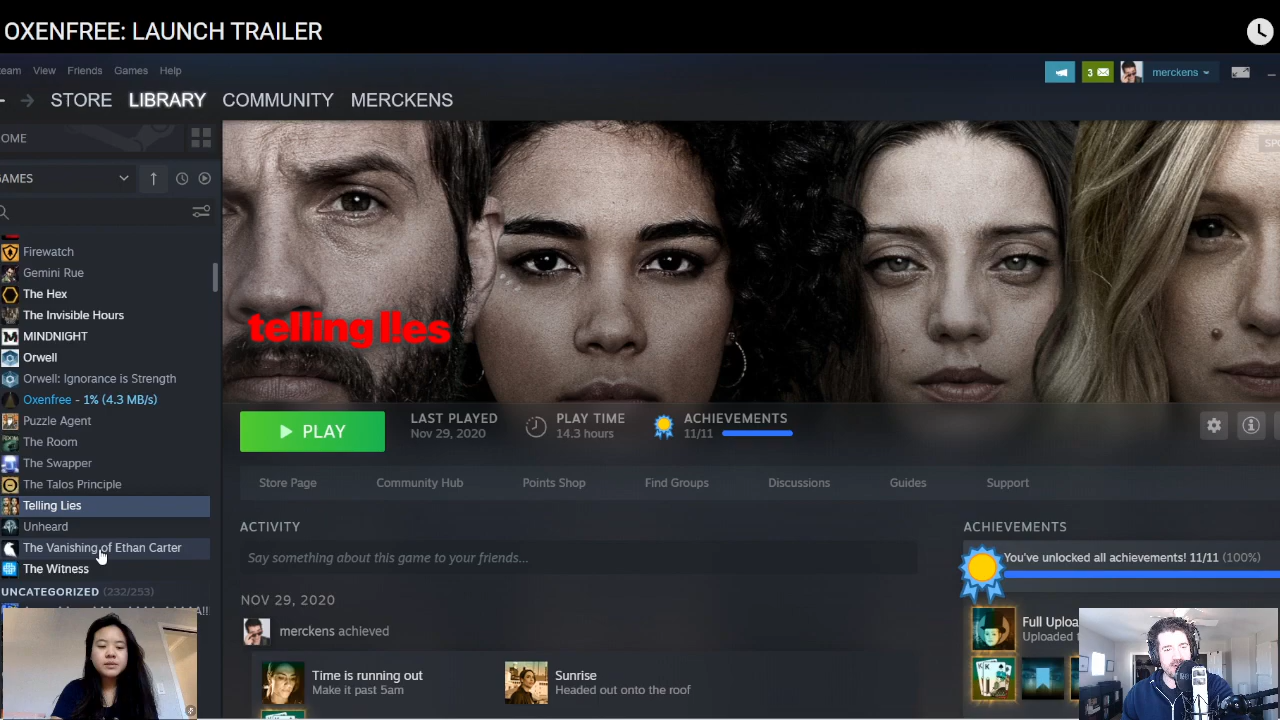 OXENFREE: LAUNCH TRAILER
team View Friends Games Help
3
merckens
STORE LIBRARY COMMUNITY MERCKENS
OME
GAMES
Firewatch
Gemini Rue
The Hex
The Invisible Hours
MINDNIGHT
Orwell
Orwell: Ignorance is Strength
Oxenfree - 1% (4.3 MB/s)
Puzzle Agent
The Room
The Swapper
The Talos Principle
Telling Lies
Unheard
The Vanishing of Ethan Carter
The Witness
UNCATEGORIZED (232/253)
telling l!es
PLAY
LAST PLAYED
Nov 29, 2020
PLAY TIME
14.3 hours
ACHIEVEMENTS
11/11
Store Page Community Hub Points Shop Find Groups Discussions Guides Support
ACTIVITY
Say something about this game to your friends...
NOV 29, 2020
merckens achieved
Time is running out
Make it past 5am
Sunrise
Headed out onto the roof
ACHIEVEMENTS
You've unlocked all achievements! 11/11 (100%)
Full Uploa
Uploaded t